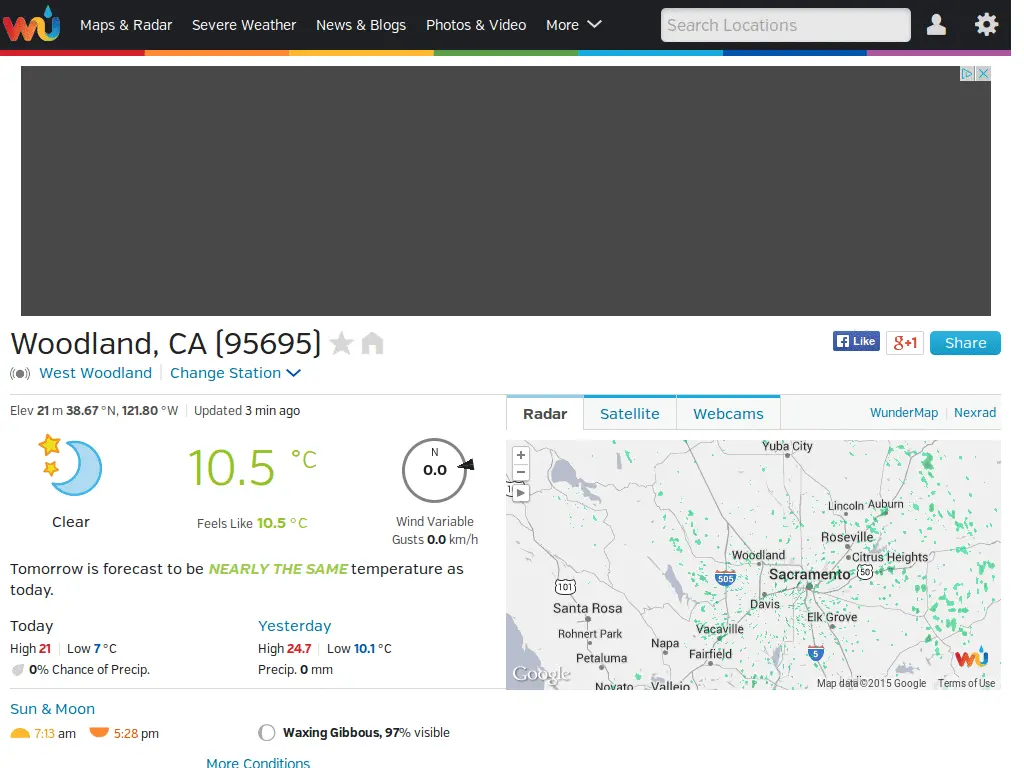 Maps & Radar Severe Weather News & Blogs Photos & Video More Search Locations
Woodland, CA (95695)
Like
g+1
Share
West Woodland Change Station
Elev 21 m 38.67 °N, 121.80 °W Updated 3 min ago
Radar Satellite Webcams WunderMap Nexrad
10.5 °C
N
0.0
Clear
Feels Like 10.5 °C
Wind Variable
Gusts 0.0 km/h
Tomorrow is forecast to be NEARLY THE SAME temperature as
today.
Today
High 21 Low 7 °C
0% Chance of Precip.
Yesterday
High 24.7 Low 10.1 °C
Precip. 0 mm
Sun & Moon
7:13 am 5:28 pm
Waxing Gibbous, 97% visible
More Conditions
+
−
Yuba City
Lincoln Auburn
Roseville
Woodland
Citrus Heights
505
Sacramento
50
101
Davis
Santa Rosa
Elk Grove
Rohnert Park
Vacaville
Napa
Petaluma
Fairfield
5
Google
Novato
Vallejo
Map data ©2015 Google Terms of Use